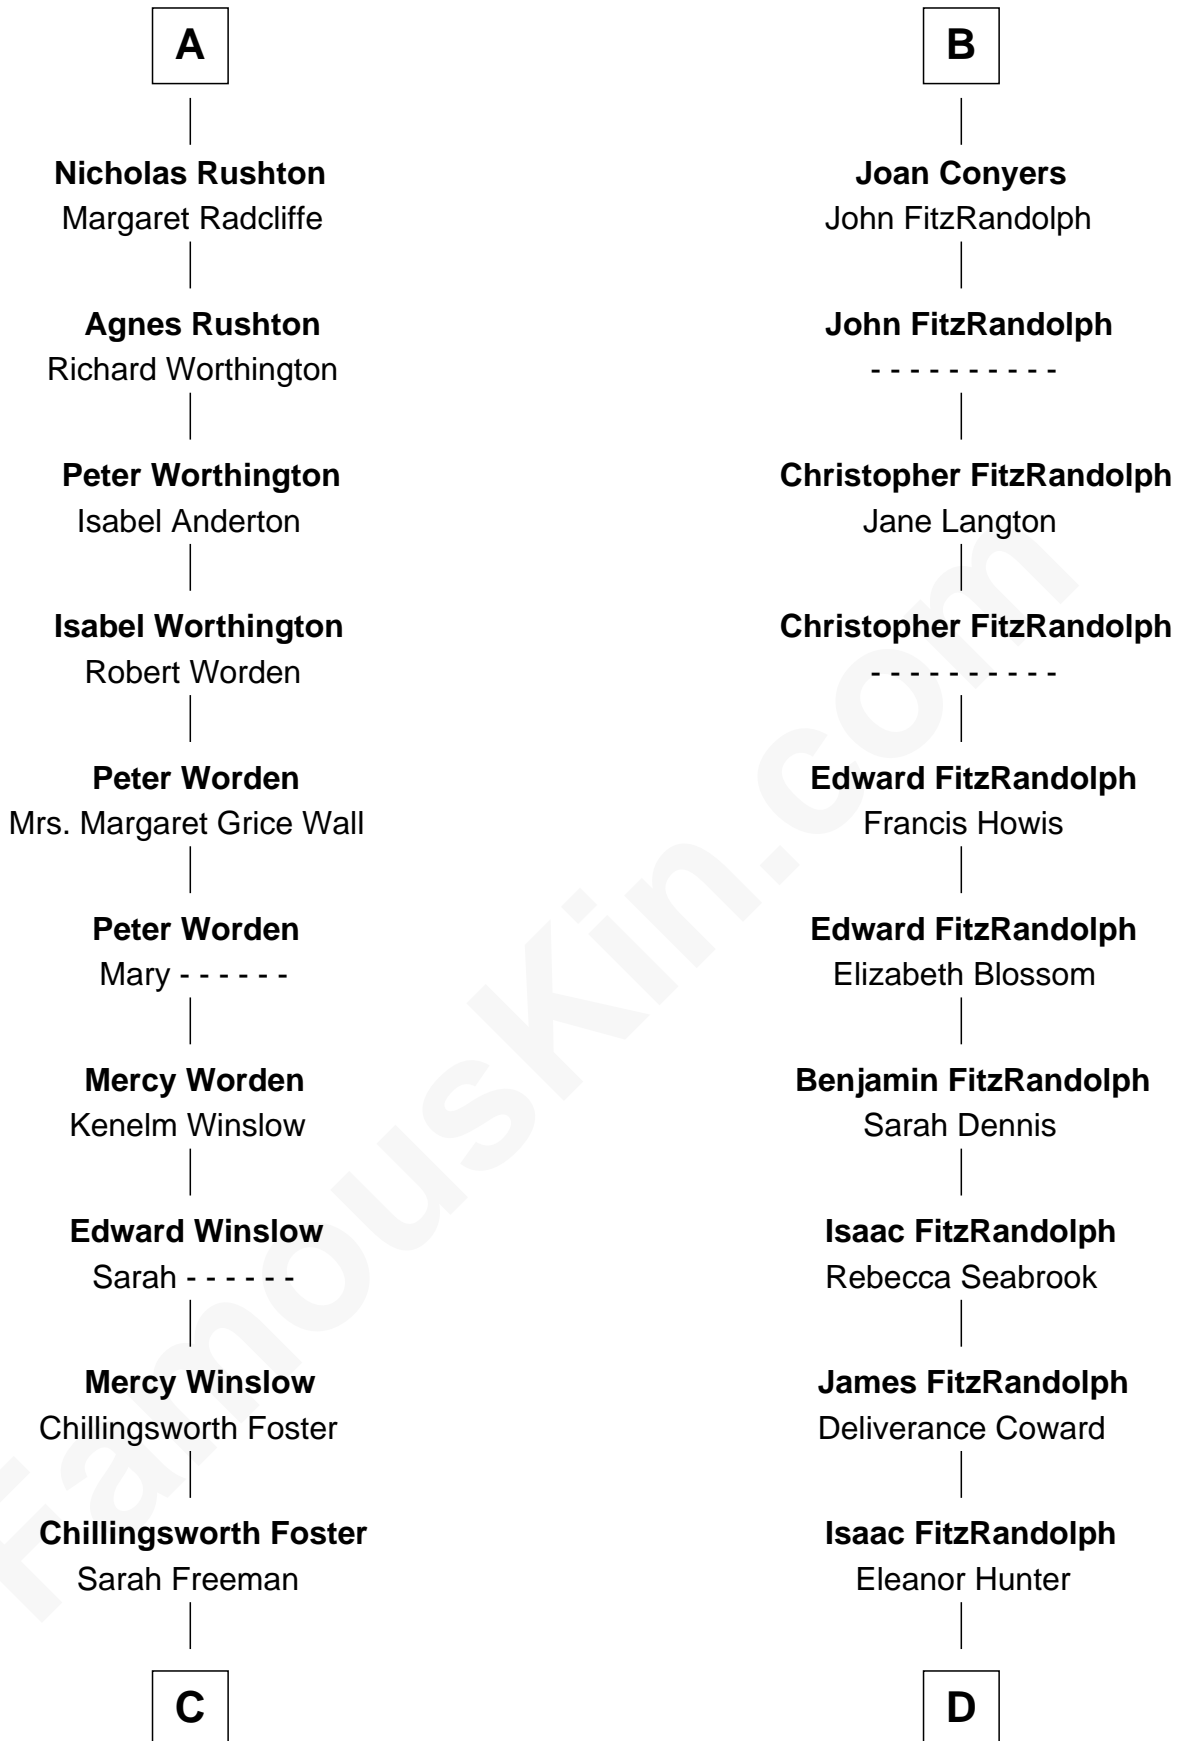 A
Nicholas Rushton
Margaret Radcliffe
Agnes Rushton
Richard Worthington
Peter Worthington
Isabel Anderton
Isabel Worthington
Robert Worden
Peter Worden
Mrs. Margaret Grice Wall
Peter Worden
Mary - - - - - -
Mercy Worden
Kenelm Winslow
Edward Winslow
Sarah - - - - - -
Mercy Winslow
Chillingsworth Foster
Chillingsworth Foster
Sarah Freeman
C
B
Joan Conyers
John FitzRandolph
John FitzRandolph
- - - - - - - - - -
Christopher FitzRandolph
Jane Langton
Christopher FitzRandolph
- - - - - - - - - -
Edward FitzRandolph
Francis Howis
Edward FitzRandolph
Elizabeth Blossom
Benjamin FitzRandolph
Sarah Dennis
Isaac FitzRandolph
Rebecca Seabrook
James FitzRandolph
Deliverance Coward
Isaac FitzRandolph
Eleanor Hunter
D
FamousKin.com